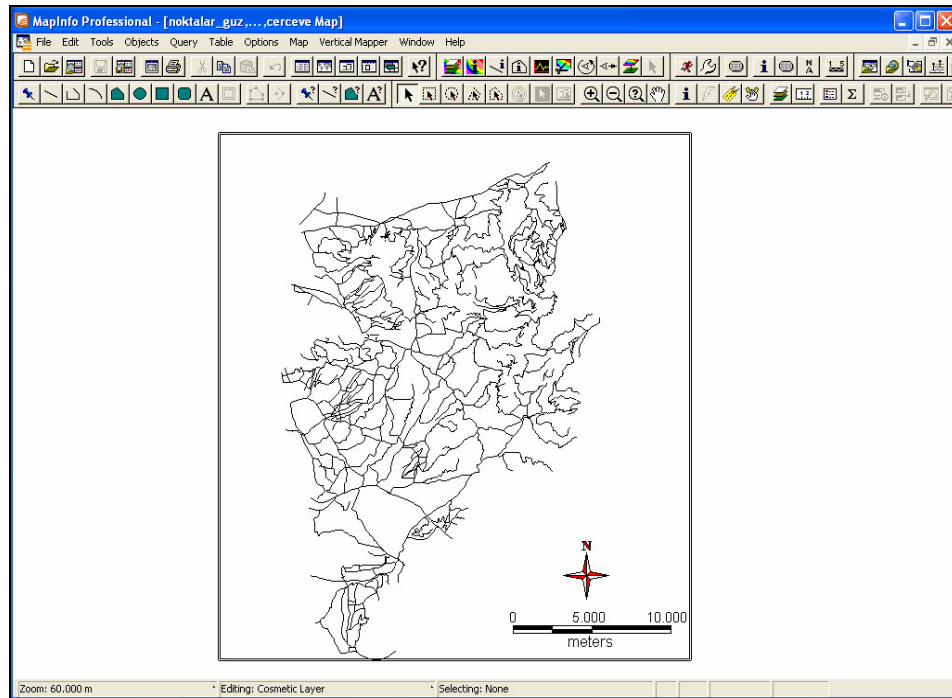 MapInfo Professional - [noktalar_guz,...,cerceve Map]
File Edit Tools Objects Query Table Options Map Vertical Mapper Window Help
N
0 5.000 10.000
meters
Zoom: 60.000 m Editing: Cosmetic Layer Selecting: None